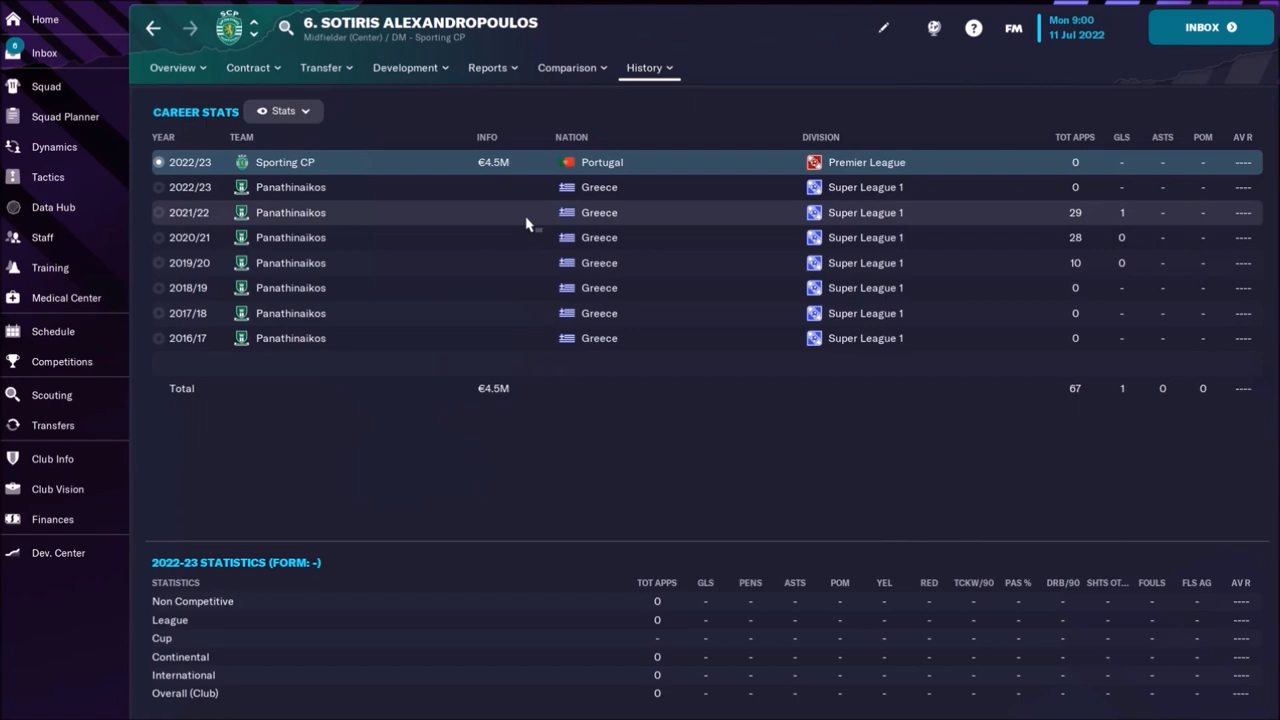 Home
6
Inbox
Squad
Squad Planner
Dynamics
Tactics
Data Hub
Staff
Training
Medical Center
Schedule
Competitions
Scouting
Transfers
Club Info
Club Vision
Finances
Dev. Center
SCP
6. SOTIRIS ALEXANDROPOULOS
Midfielder (Center) / DM - Sporting CP
?
FM
Mon 9:00
11 Jul 2022
INBOX
Overview Contract Transfer Development Reports Comparison History
CAREER STATS Stats
YEAR TEAM INFO NATION DIVISION TOT APPS GLS ASTS POM AV R
2022/23 Sporting CP €4.5M Portugal Premier League 0 - - - ----
2022/23 Panathinaikos Greece Super League 1 0 - - - ----
2021/22 Panathinaikos Greece Super League 1 29 1 - - ----
2020/21 Panathinaikos Greece Super League 1 28 0 - - ----
2019/20 Panathinaikos Greece Super League 1 10 0 - - ----
2018/19 Panathinaikos Greece Super League 1 0 - - - ----
2017/18 Panathinaikos Greece Super League 1 0 - - - ----
2016/17 Panathinaikos Greece Super League 1 0 - - - ----
Total €4.5M 67 1 0 0 ----
2022-23 STATISTICS (FORM: -)
STATISTICS TOT APPS GLS PENS ASTS POM YEL RED TCKW/90 PAS % DRB/90 SHTS OT... FOULS FLS AG AV R
Non Competitive 0 - - - - - - - - - - - - ----
League 0 - - - - - - - - - - - - ----
Cup - - - - - - - - - - - - - ----
Continental 0 - - - - - - - - - - - - ----
International 0 - - - - - - - - - - - - ----
Overall (Club) 0 - - - - - - - - - - - - ----